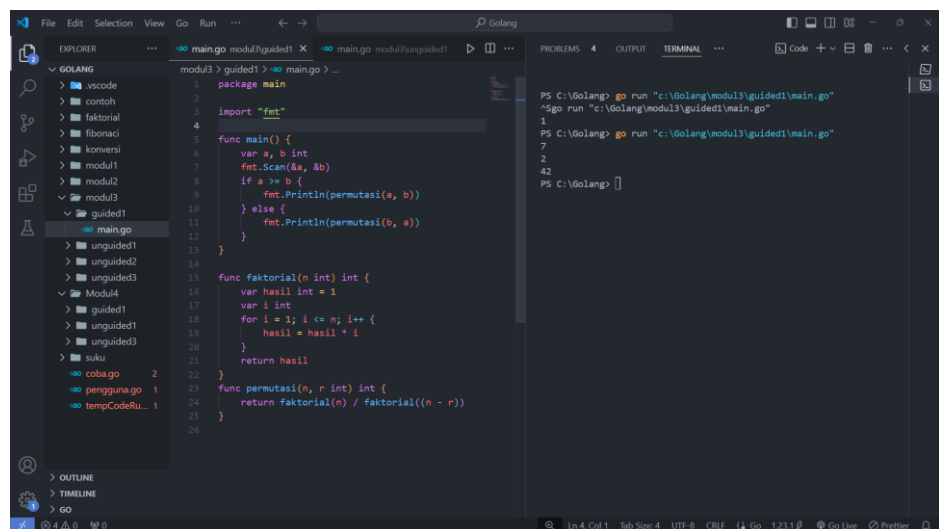 File Edit Selection View Go Run ··· ← → Golang
EXPLORER ···
GOLANG
.vscode
contoh
faktorial
fibonaci
konversi
modul1
modul2
modul3
guided1
main.go
unguided1
unguided2
unguided3
Modul4
guided1
unguided1
unguided3
suku
coba.go 2
pengguna.go 1
tempCodeRu... 1
OUTLINE
TIMELINE
GO
main.go modul3\guided1 × main.go modul3\unguided1 ···
modul3 > guided1 > main.go > ...
1 package main
2
3 import "fmt"
4
5 func main() {
6 var a, b int
7 fmt.Scan(&a, &b)
8 if a >= b {
9 fmt.Println(permutasi(a, b))
10 } else {
11 fmt.Println(permutasi(b, a))
12 }
13 }
14
15 func faktorial(n int) int {
16 var hasil int = 1
17 var i int
18 for i = 1; i <= n; i++ {
19 hasil = hasil * i
20 }
21 return hasil
22 }
23 func permutasi(n, r int) int {
24 return faktorial(n) / faktorial((n - r))
25 }
26
PROBLEMS 4 OUTPUT TERMINAL ··· Code
PS C:\Golang> go run "c:\Golang\modul3\guided1\main.go"
^Sgo run "c:\Golang\modul3\guided1\main.go"
1
PS C:\Golang> go run "c:\Golang\modul3\guided1\main.go"
7
2
42
PS C:\Golang>
2
1
4 0 0 Ln 4, Col 1 Tab Size: 4 UTF-8 CRLF Go 1.23.1 Go Live Prettier